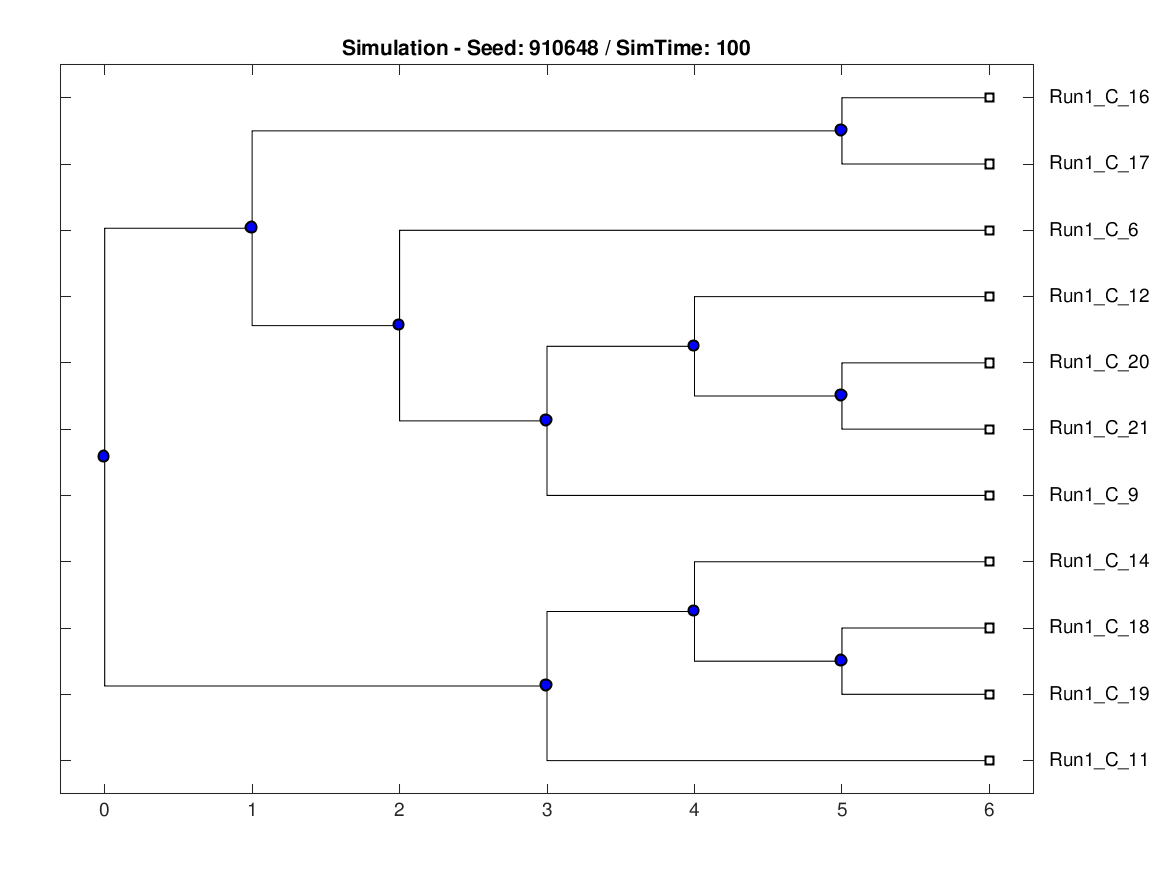 Simulation - Seed: 910648 / SimTime: 100
Run1_C_16
Run1_C_17
Run1_C_6
Run1_C_12
Run1_C_20
Run1_C_21
Run1_C_9
Run1_C_14
Run1_C_18
Run1_C_19
Run1_C_11
0 1 2 3 4 5 6